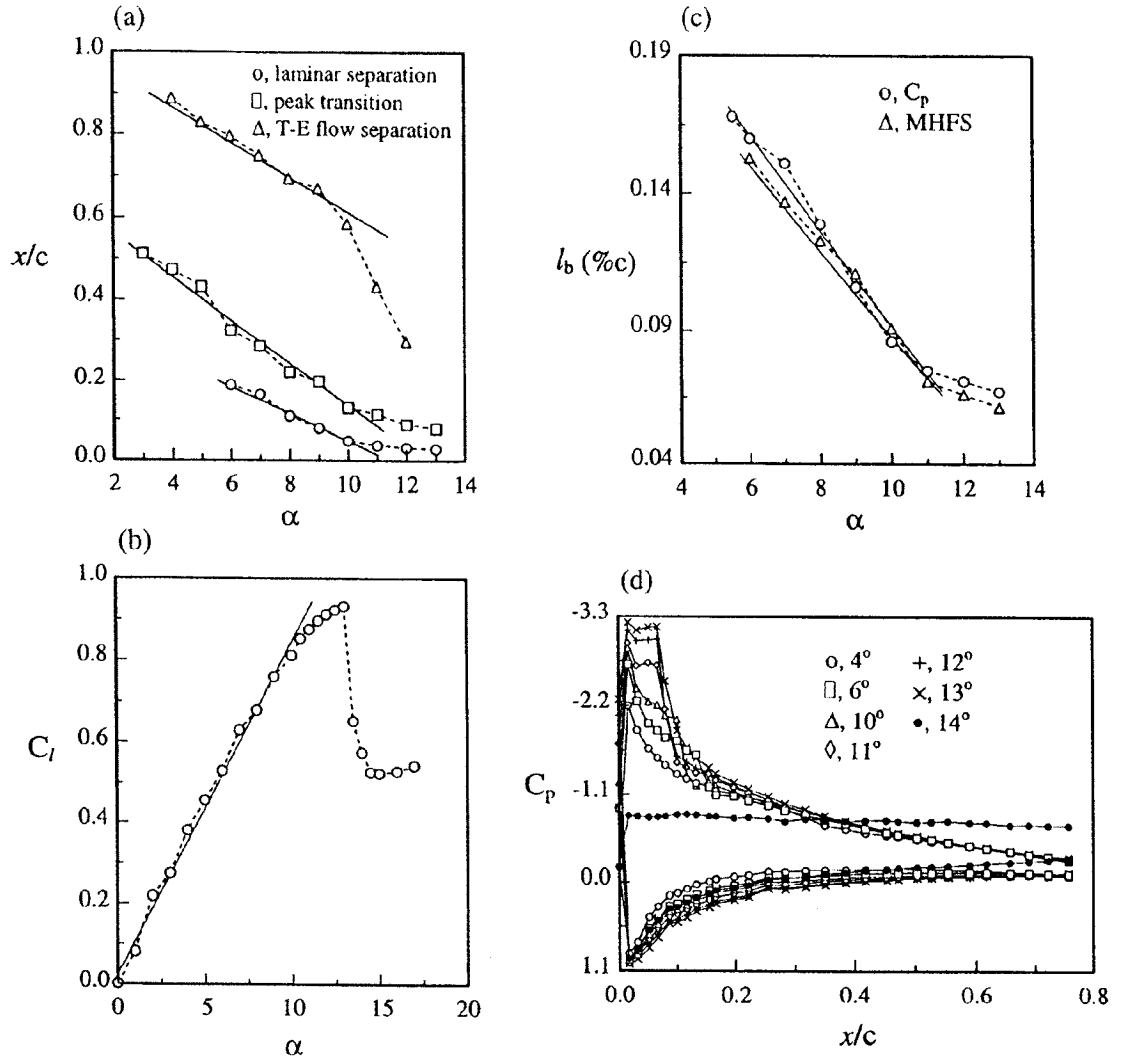 (a)
1.0
0.8
0.6
0.4
0.2
0.0
x/c
o, laminar separation
□, peak transition
Δ, T-E flow separation
2 4 6 8 10 12 14
α
(c)
0.19
0.14
0.09
0.04
l_b (%c)
o, C_p
Δ, MHFS
4 6 8 10 12 14
α
(b)
1.0
0.8
0.6
0.4
0.2
0.0
C_l
0 5 10 15 20
α
(d)
-3.3
-2.2
-1.1
0.0
1.1
C_p
o, 4° +, 12°
□, 6° ×, 13°
Δ, 10° •, 14°
◊, 11°
0.0 0.2 0.4 0.6 0.8
x/c